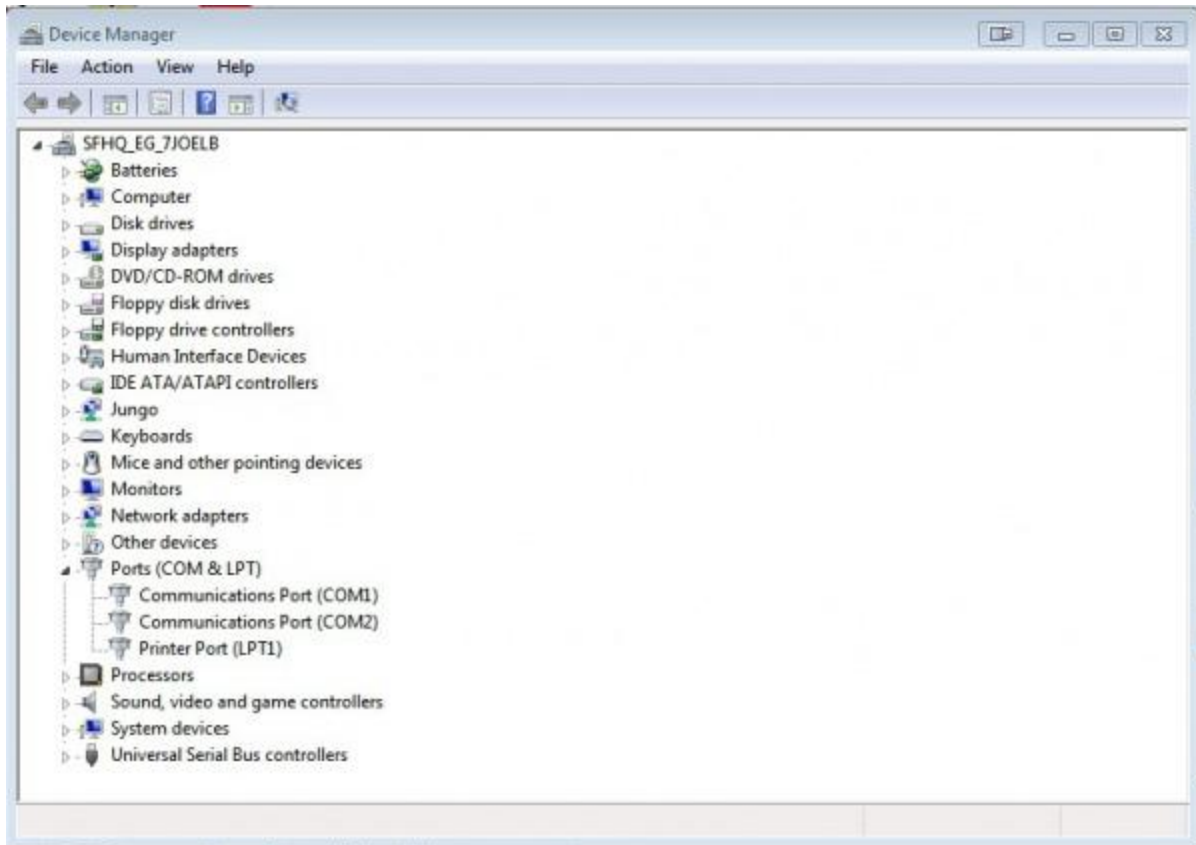 Device Manager
File Action View Help
SFHQ_EG_7JOELB
Batteries
Computer
Disk drives
Display adapters
DVD/CD-ROM drives
Floppy disk drives
Floppy drive controllers
Human Interface Devices
IDE ATA/ATAPI controllers
Jungo
Keyboards
Mice and other pointing devices
Monitors
Network adapters
Other devices
Ports (COM & LPT)
Communications Port (COM1)
Communications Port (COM2)
Printer Port (LPT1)
Processors
Sound, video and game controllers
System devices
Universal Serial Bus controllers